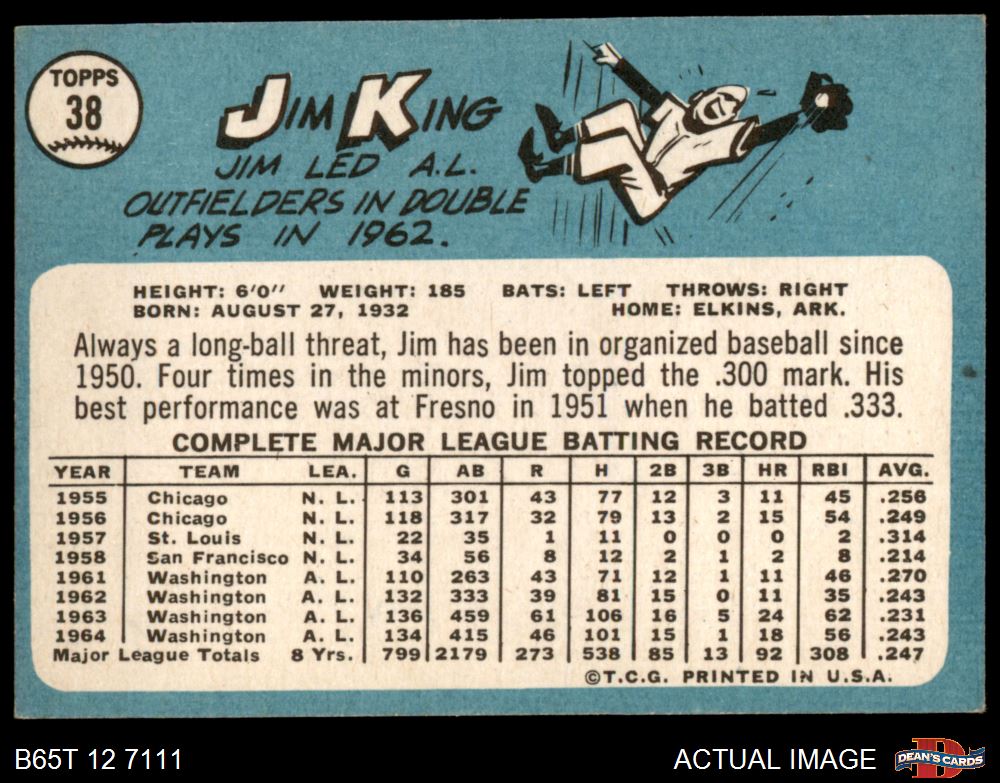 TOPPS
38
JIM KING
JIM LED A.L.
OUTFIELDERS IN DOUBLE
PLAYS IN 1962.
HEIGHT: 6'0" WEIGHT: 185 BATS: LEFT THROWS: RIGHT
BORN: AUGUST 27, 1932 HOME: ELKINS, ARK.
Always a long-ball threat, Jim has been in organized baseball since
1950. Four times in the minors, Jim topped the .300 mark. His
best performance was at Fresno in 1951 when he batted .333.
COMPLETE MAJOR LEAGUE BATTING RECORD
YEAR TEAM LEA. G AB R H 2B 3B HR RBI AVG.
1955 Chicago N. L. 113 301 43 77 12 3 11 45 .256
1956 Chicago N. L. 118 317 32 79 13 2 15 54 .249
1957 St. Louis N. L. 22 35 1 11 0 0 0 2 .314
1958 San Francisco N. L. 34 56 8 12 2 1 2 8 .214
1961 Washington A. L. 110 263 43 71 12 1 11 46 .270
1962 Washington A. L. 132 333 39 81 15 0 11 35 .243
1963 Washington A. L. 136 459 61 106 16 5 24 62 .231
1964 Washington A. L. 134 415 46 101 15 1 18 56 .243
Major League Totals 8 Yrs. 799 2179 273 538 85 13 92 308 .247
©T.C.G. PRINTED IN U.S.A.
B65T 12 7111 ACTUAL IMAGE
D
DEAN'S CARDS